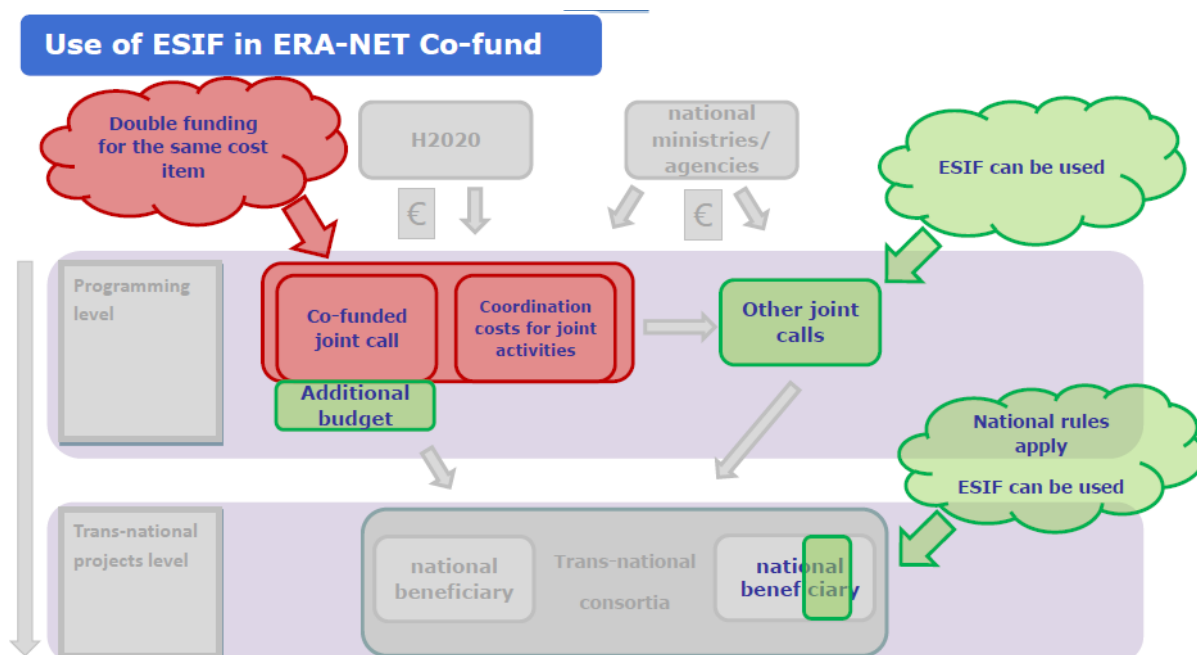 Use of ESIF in ERA-NET Co-fund
Double funding
for the same cost
item
H2020
national
ministries/
agencies
ESIF can be used
€
€
Programming
level
Co-funded
joint call
Coordination
costs for joint
activities
Other joint
calls
Additional
budget
National rules
apply
ESIF can be used
Trans-national
projects level
national
beneficiary
Trans-national
consortia
national
beneficiary